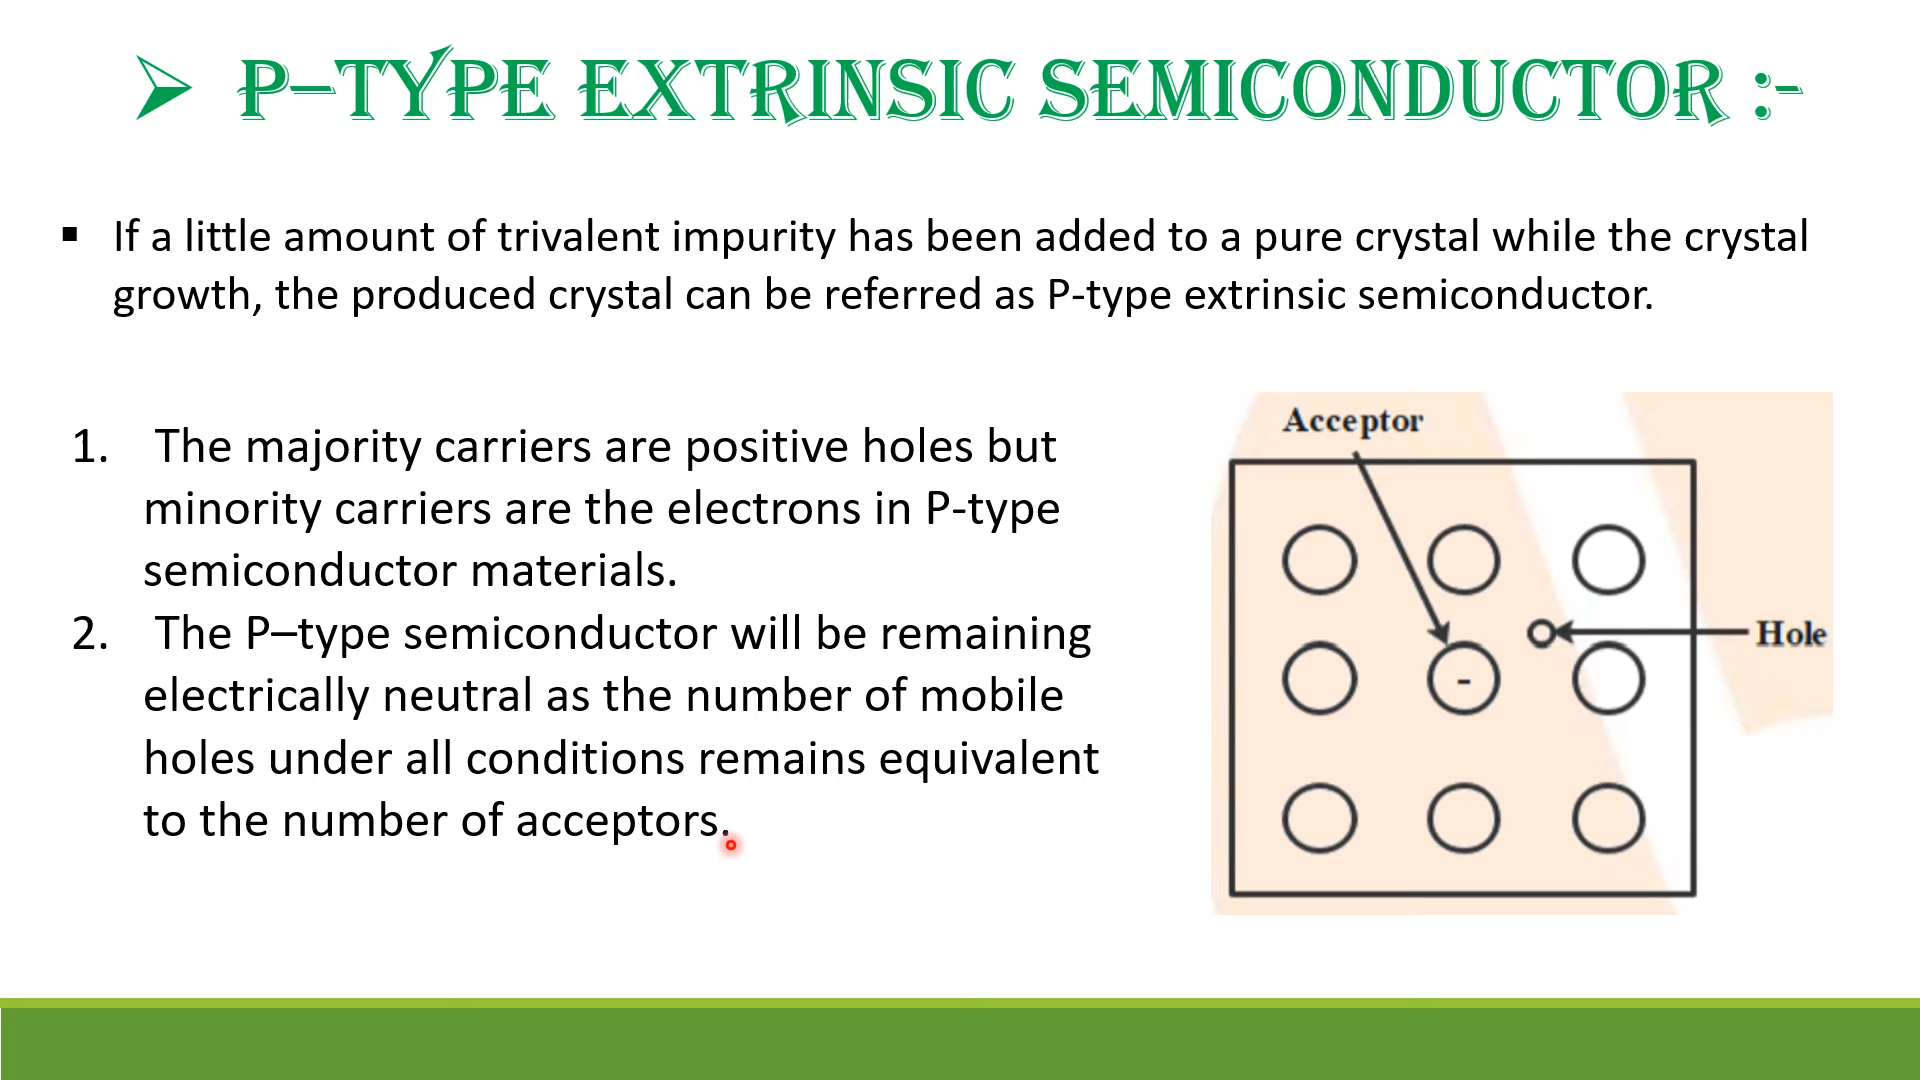 ➢ P–TYPE EXTRINSIC SEMICONDUCTOR :-
▪ If a little amount of trivalent impurity has been added to a pure crystal while the crystal
growth, the produced crystal can be referred as P-type extrinsic semiconductor.
1. The majority carriers are positive holes but
minority carriers are the electrons in P-type
semiconductor materials.
2. The P–type semiconductor will be remaining
electrically neutral as the number of mobile
holes under all conditions remains equivalent
to the number of acceptors.
Acceptor
Hole
-